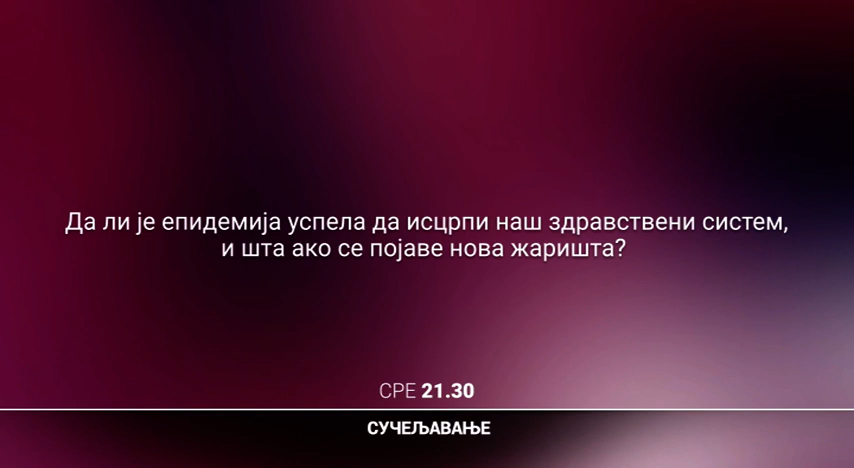 Да ли је епидемија успела да исцрпи наш здравствени систем,
и шта ако се појаве нова жаришта?
СРЕ 21.30
СУЧЕЉАВАЊЕ